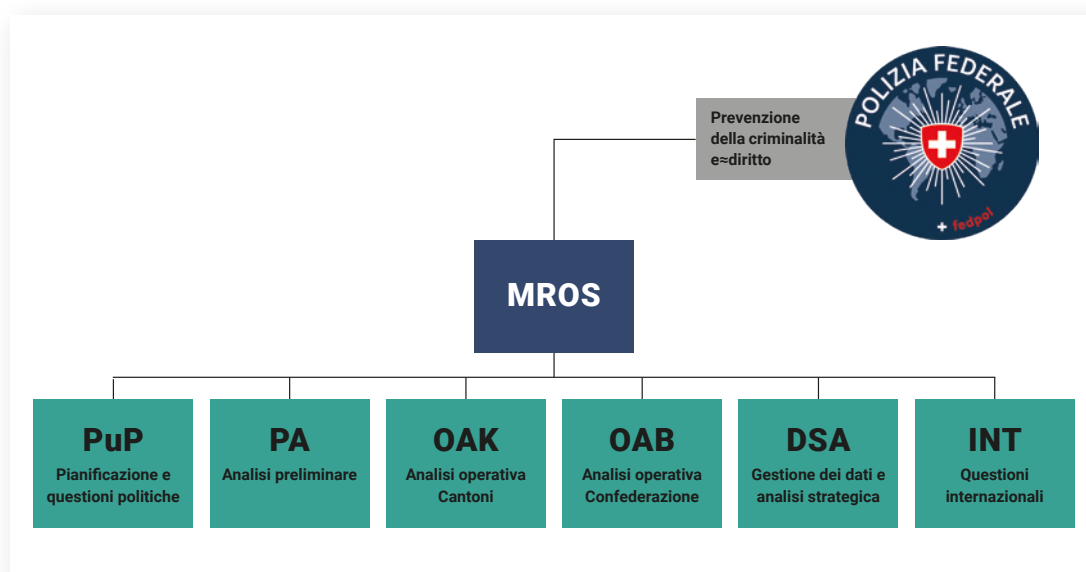 POLIZIA FEDERALE
Prevenzione
della criminalità
e≈diritto
+ fedpol
MROS
PuP
Pianificazione e
questioni politiche
PA
Analisi preliminare
OAK
Analisi operativa
Cantoni
OAB
Analisi operativa
Confederazione
DSA
Gestione dei dati e
analisi strategica
INT
Questioni
internazionali